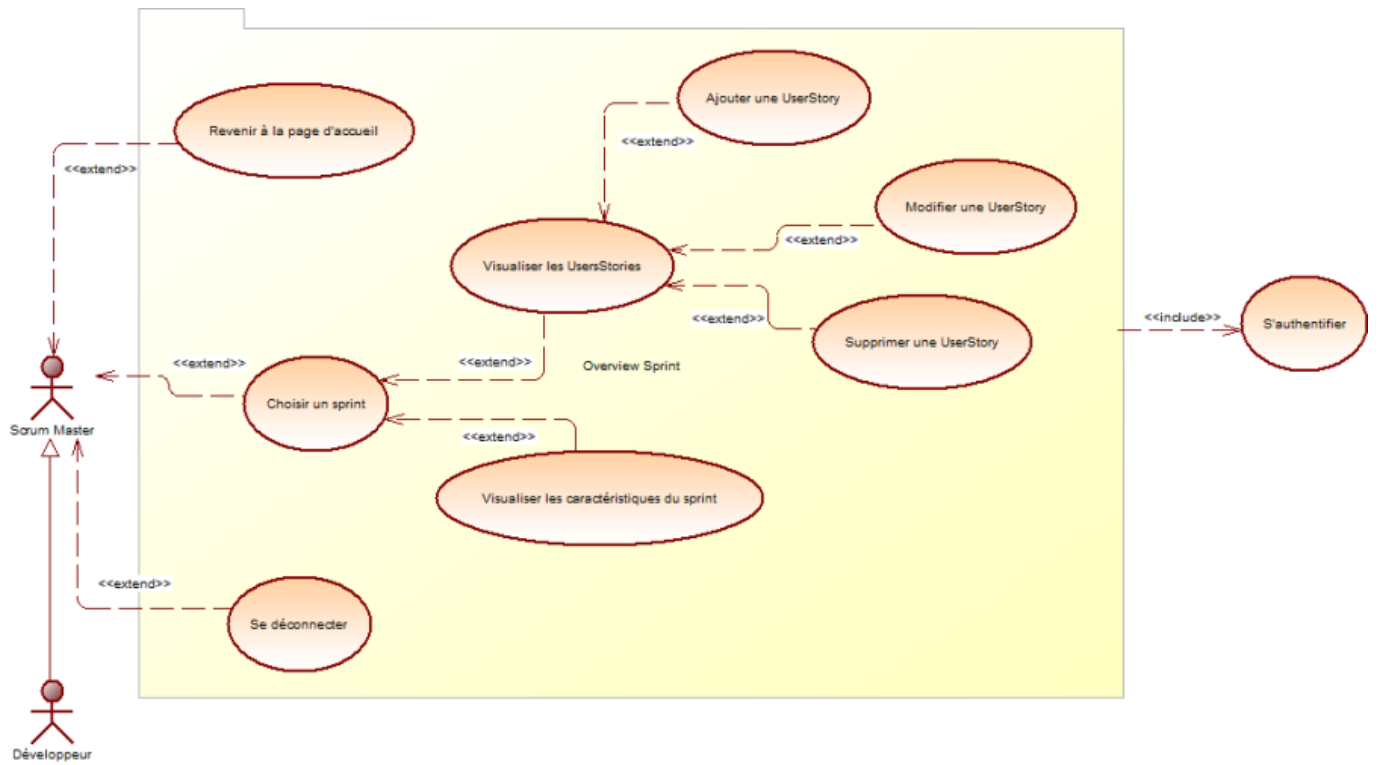 Ajouter une UserStory
Revenir à la page d'accueil
<<extend>>
<<extend>>
Modifier une UserStory
<<extend>>
Visualiser les UsersStories
<<extend>>
Supprimer une UserStory
<<include>>
S'authentifier
<<extend>>
<<extend>>
Overview Sprint
Choisir un sprint
Scrum Master
<<extend>>
Visualiser les caractéristiques du sprint
<<extend>>
Se déconnecter
Développeur